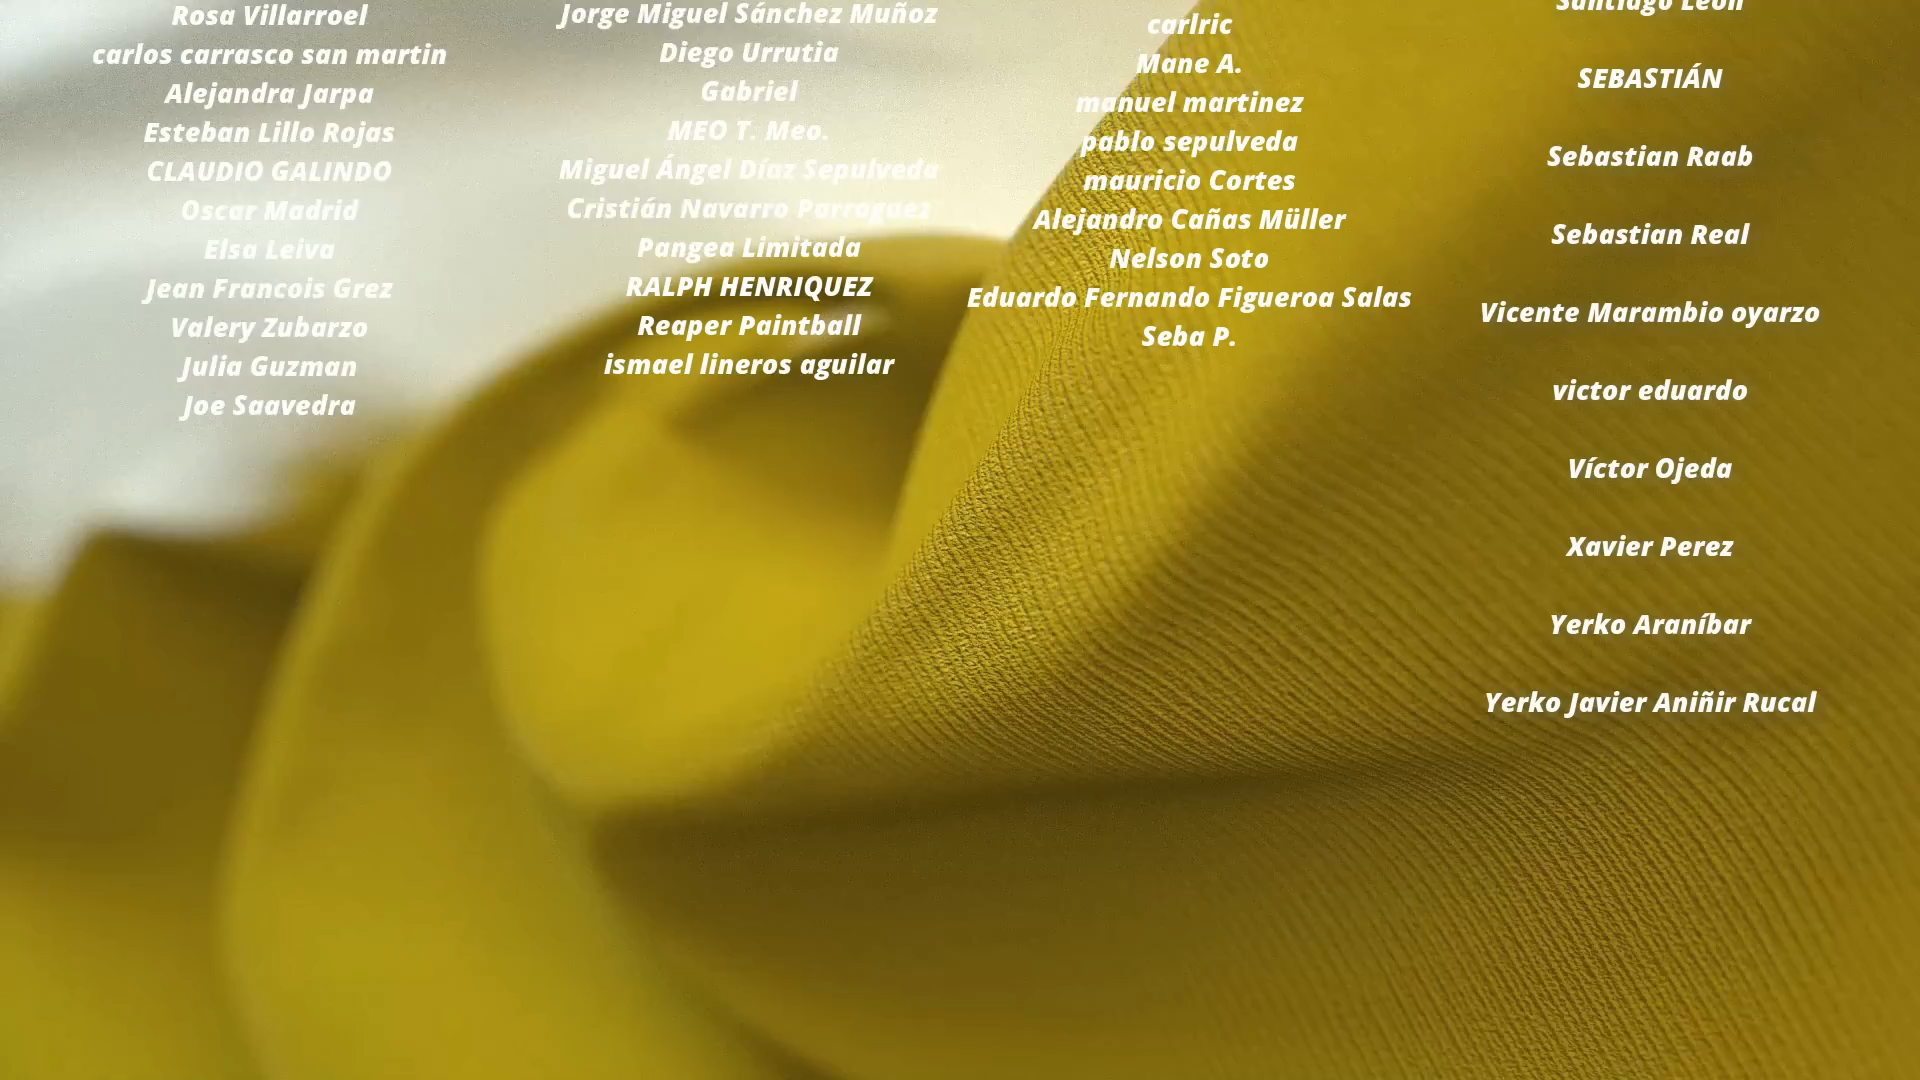 Rosa Villarroel
carlos carrasco san martin
Alejandra Jarpa
Esteban Lillo Rojas
CLAUDIO GALINDO
Oscar Madrid
Elsa Leiva
Jean Francois Grez
Valery Zubarzo
Julia Guzman
Joe Saavedra
Jorge Miguel Sánchez Muñoz
Diego Urrutia
Gabriel
MEO T. Meo.
Miguel Ángel Díaz Sepulveda
Cristián Navarro Parraguez
Pangea Limitada
RALPH HENRIQUEZ
Reaper Paintball
ismael lineros aguilar
carlric
Mane A.
manuel martinez
pablo sepulveda
mauricio Cortes
Alejandro Cañas Müller
Nelson Soto
Eduardo Fernando Figueroa Salas
Seba P.
Santiago León
SEBASTIÁN
Sebastian Raab
Sebastian Real
Vicente Marambio oyarzo
victor eduardo
Víctor Ojeda
Xavier Perez
Yerko Araníbar
Yerko Javier Aniñir Rucal